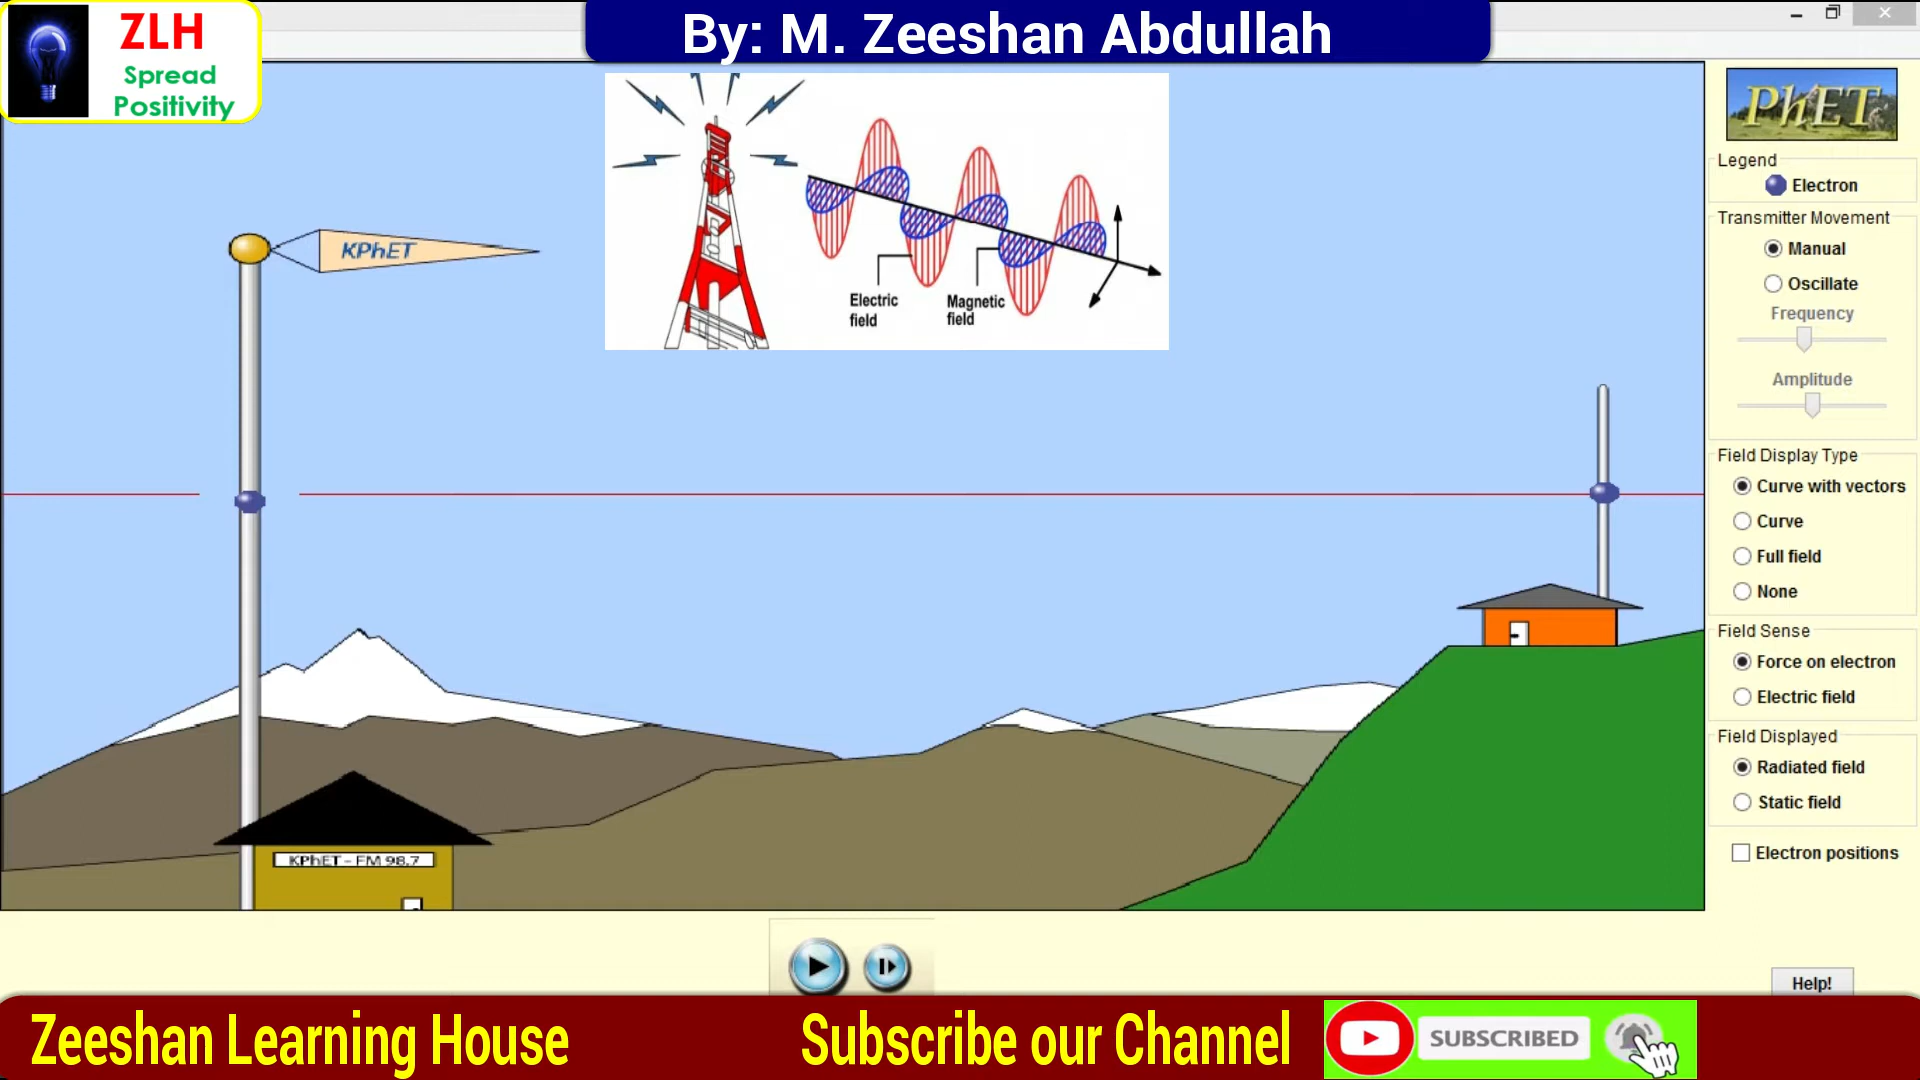 ZLH
Spread
Positivity
By: M. Zeeshan Abdullah
PhET
Legend
Electron
Transmitter Movement
Manual
Oscillate
Frequency
Amplitude
Field Display Type
Curve with vectors
Curve
Full field
None
Field Sense
Force on electron
Electric field
Field Displayed
Radiated field
Static field
Electron positions
Help!
KPhET
Electric
field
Magnetic
field
KPhET - FM 98.7
Zeeshan Learning House
Subscribe our Channel
SUBSCRIBED